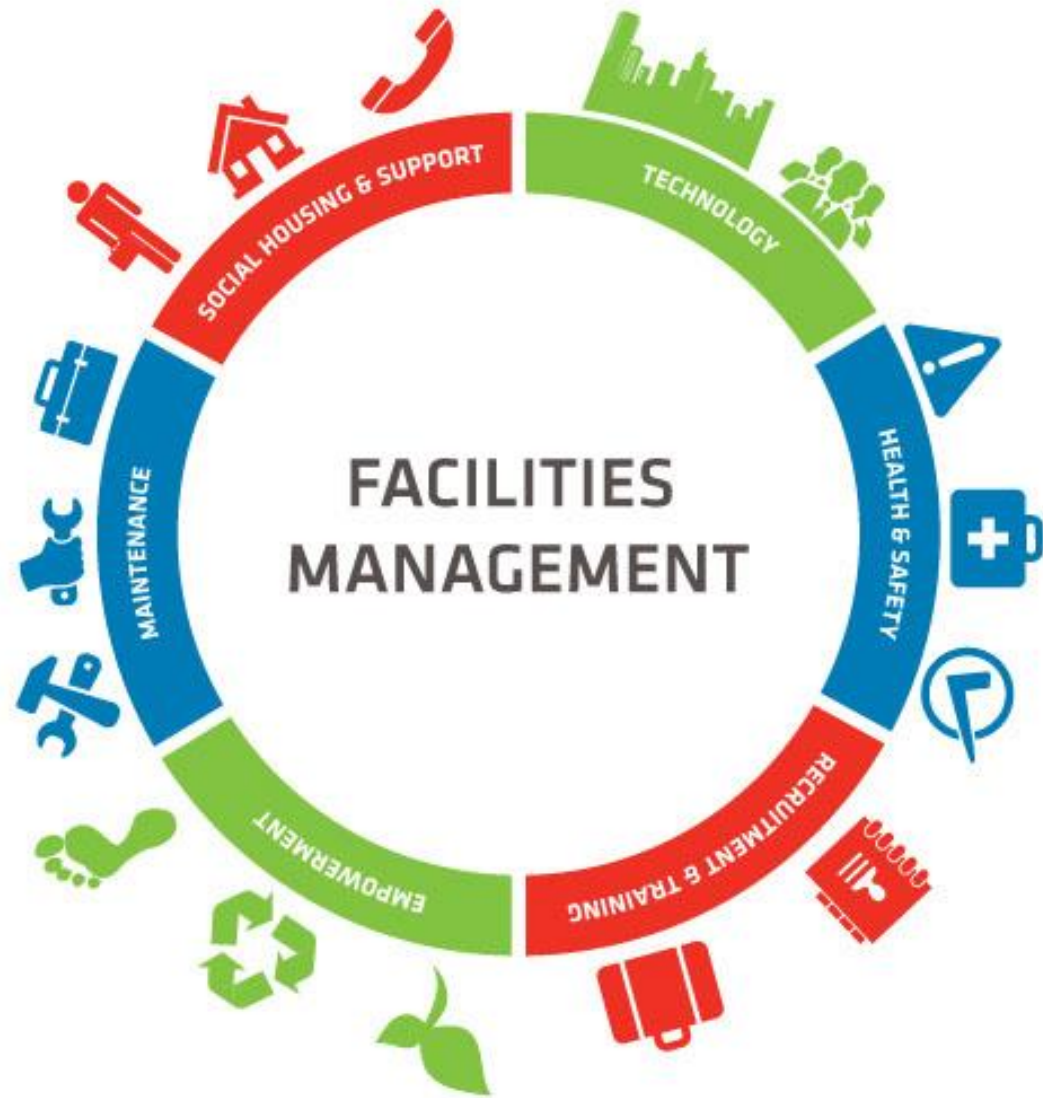 FACILITIES
MANAGEMENT
SOCIAL HOUSING & SUPPORT
TECHNOLOGY
HEALTH & SAFETY
RECRUITMENT & TRAINING
EMPOWERMENT
MAINTENANCE